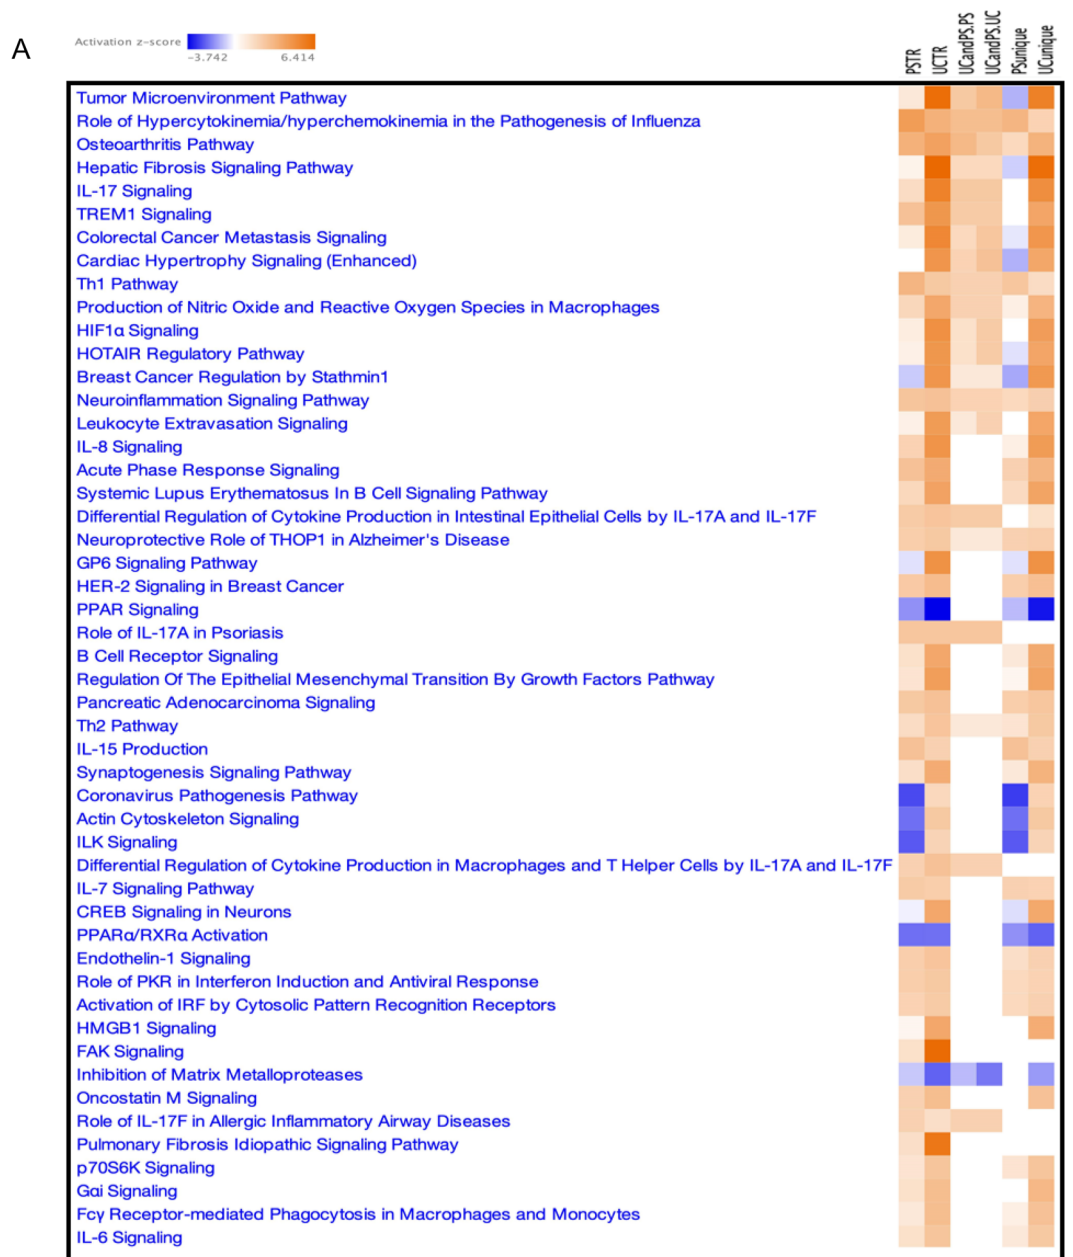 A
Activation z-score
-3.742 6.414
PSTR UCTR UCandPS.PS UCandPS.UC PSunique UCunique
Tumor Microenvironment Pathway
Role of Hypercytokinemia/hyperchemokinemia in the Pathogenesis of Influenza
Osteoarthritis Pathway
Hepatic Fibrosis Signaling Pathway
IL-17 Signaling
TREM1 Signaling
Colorectal Cancer Metastasis Signaling
Cardiac Hypertrophy Signaling (Enhanced)
Th1 Pathway
Production of Nitric Oxide and Reactive Oxygen Species in Macrophages
HIF1α Signaling
HOTAIR Regulatory Pathway
Breast Cancer Regulation by Stathmin1
Neuroinflammation Signaling Pathway
Leukocyte Extravasation Signaling
IL-8 Signaling
Acute Phase Response Signaling
Systemic Lupus Erythematosus In B Cell Signaling Pathway
Differential Regulation of Cytokine Production in Intestinal Epithelial Cells by IL-17A and IL-17F
Neuroprotective Role of THOP1 in Alzheimer's Disease
GP6 Signaling Pathway
HER-2 Signaling in Breast Cancer
PPAR Signaling
Role of IL-17A in Psoriasis
B Cell Receptor Signaling
Regulation Of The Epithelial Mesenchymal Transition By Growth Factors Pathway
Pancreatic Adenocarcinoma Signaling
Th2 Pathway
IL-15 Production
Synaptogenesis Signaling Pathway
Coronavirus Pathogenesis Pathway
Actin Cytoskeleton Signaling
ILK Signaling
Differential Regulation of Cytokine Production in Macrophages and T Helper Cells by IL-17A and IL-17F
IL-7 Signaling Pathway
CREB Signaling in Neurons
PPARα/RXRα Activation
Endothelin-1 Signaling
Role of PKR in Interferon Induction and Antiviral Response
Activation of IRF by Cytosolic Pattern Recognition Receptors
HMGB1 Signaling
FAK Signaling
Inhibition of Matrix Metalloproteases
Oncostatin M Signaling
Role of IL-17F in Allergic Inflammatory Airway Diseases
Pulmonary Fibrosis Idiopathic Signaling Pathway
p70S6K Signaling
Gαi Signaling
Fcγ Receptor-mediated Phagocytosis in Macrophages and Monocytes
IL-6 Signaling